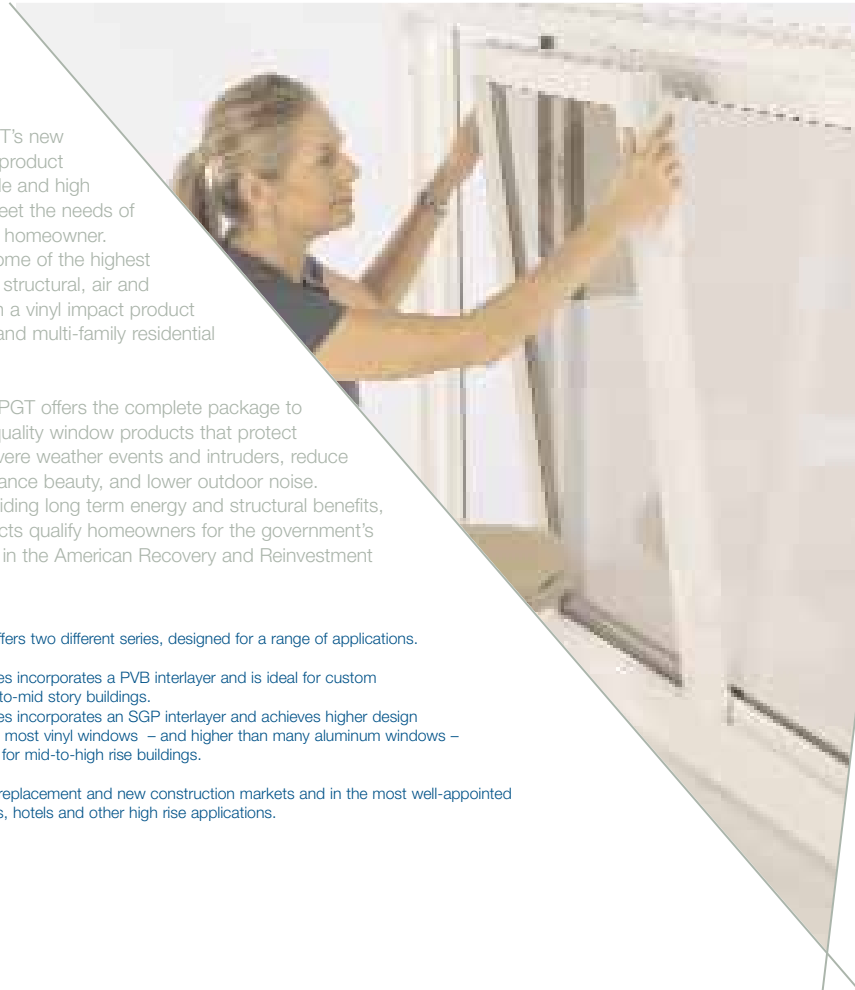 T's new
product
le and high
eet the needs of
homeowner.
ome of the highest
structural, air and
n a vinyl impact product
and multi-family residential
PGT offers the complete package to
quality window products that protect
vere weather events and intruders, reduce
ance beauty, and lower outdoor noise.
iding long term energy and structural benefits,
cts qualify homeowners for the government's
in the American Recovery and Reinvestment
ffers two different series, designed for a range of applications.
es incorporates a PVB interlayer and is ideal for custom
to-mid story buildings.
es incorporates an SGP interlayer and achieves higher design
most vinyl windows – and higher than many aluminum windows –
for mid-to-high rise buildings.
replacement and new construction markets and in the most well-appointed
s, hotels and other high rise applications.